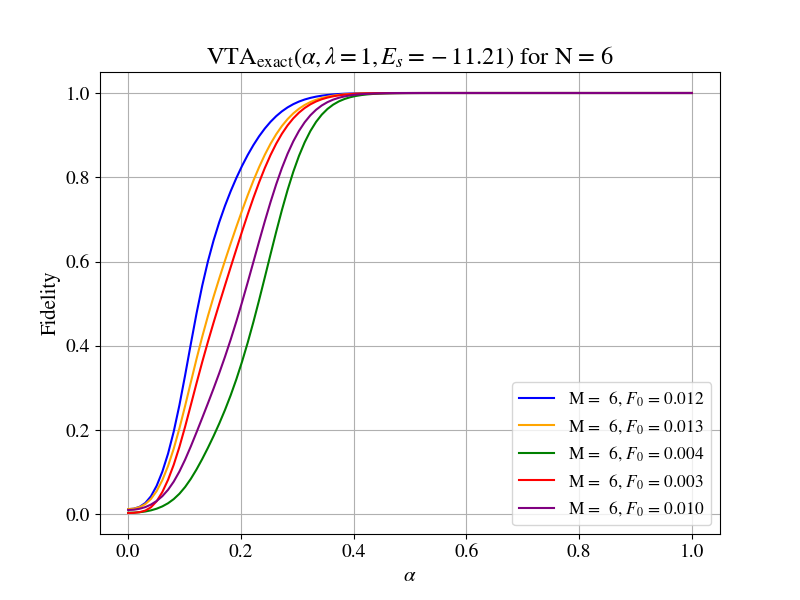 VTA_exact(α, λ = 1, E_s = −11.21) for N = 6
Fidelity
1.0
0.8
0.6
0.4
0.2
0.0
M = 6, F_0 = 0.012
M = 6, F_0 = 0.013
M = 6, F_0 = 0.004
M = 6, F_0 = 0.003
M = 6, F_0 = 0.010
0.0 0.2 0.4 0.6 0.8 1.0
α